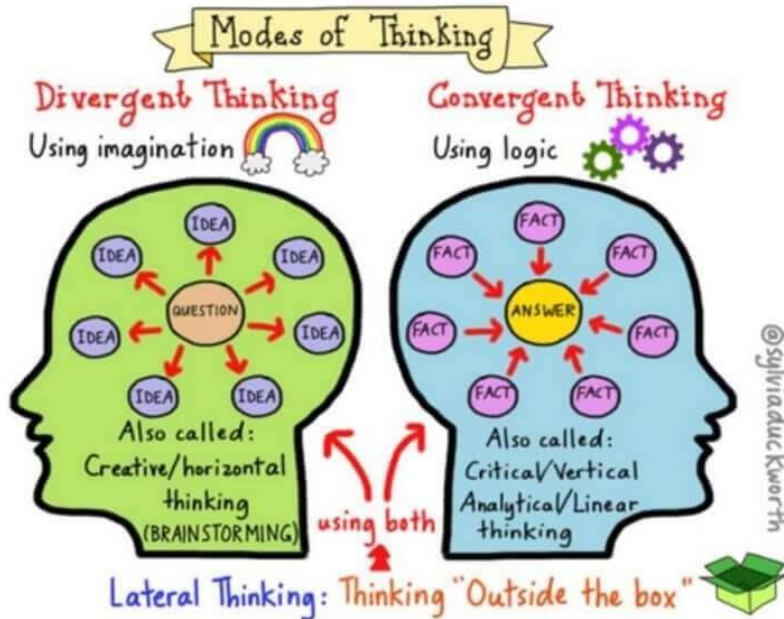 Modes of Thinking
Divergent Thinking
Using imagination
IDEA
IDEA
IDEA
IDEA
IDEA
IDEA
IDEA
QUESTION
Also called:
Creative/horizontal
thinking
(BRAINSTORMING)
Convergent Thinking
Using logic
FACT
FACT
FACT
FACT
FACT
FACT
FACT
ANSWER
Also called:
Critical/Vertical
Analytical/Linear
thinking
using both
Lateral Thinking: Thinking "Outside the box"
@sylviaduckworth